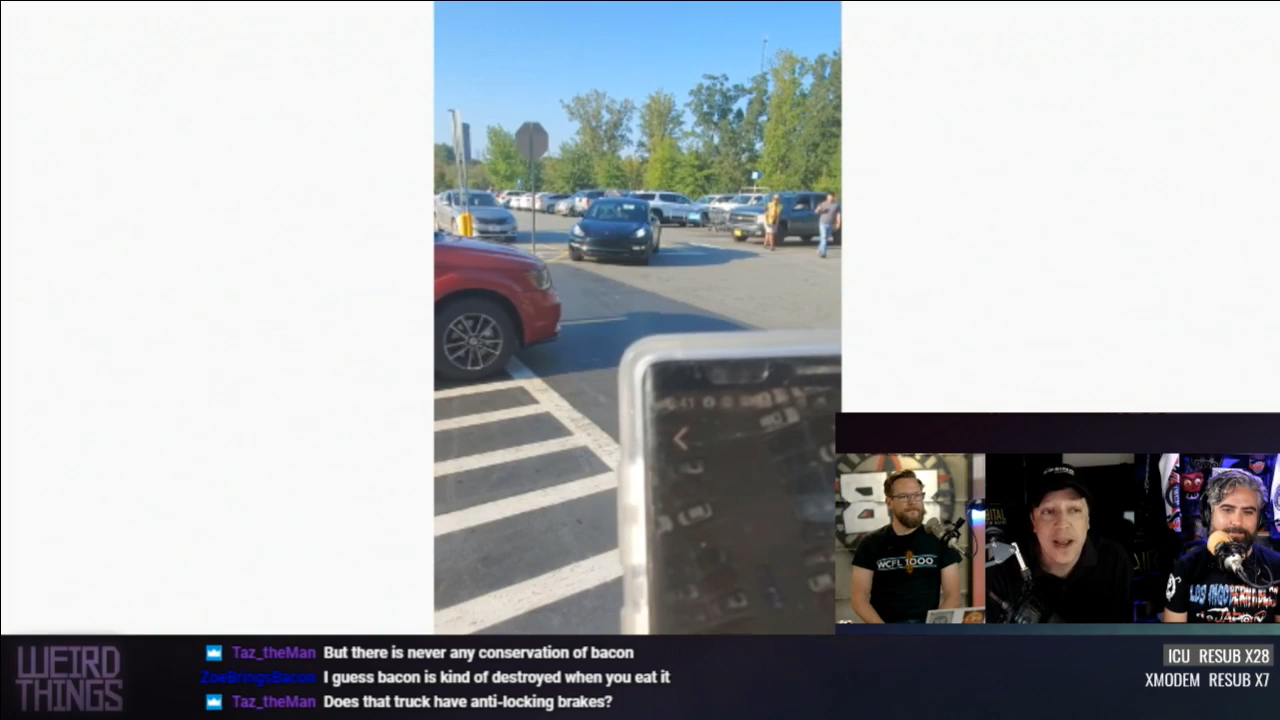 WCFL 1000
WEIRD
THINGS
Taz_theMan But there is never any conservation of bacon
ZoeBringsBacon I guess bacon is kind of destroyed when you eat it
Taz_theMan Does that truck have anti-locking brakes?
ICU RESUB X28
XMODEM RESUB X7